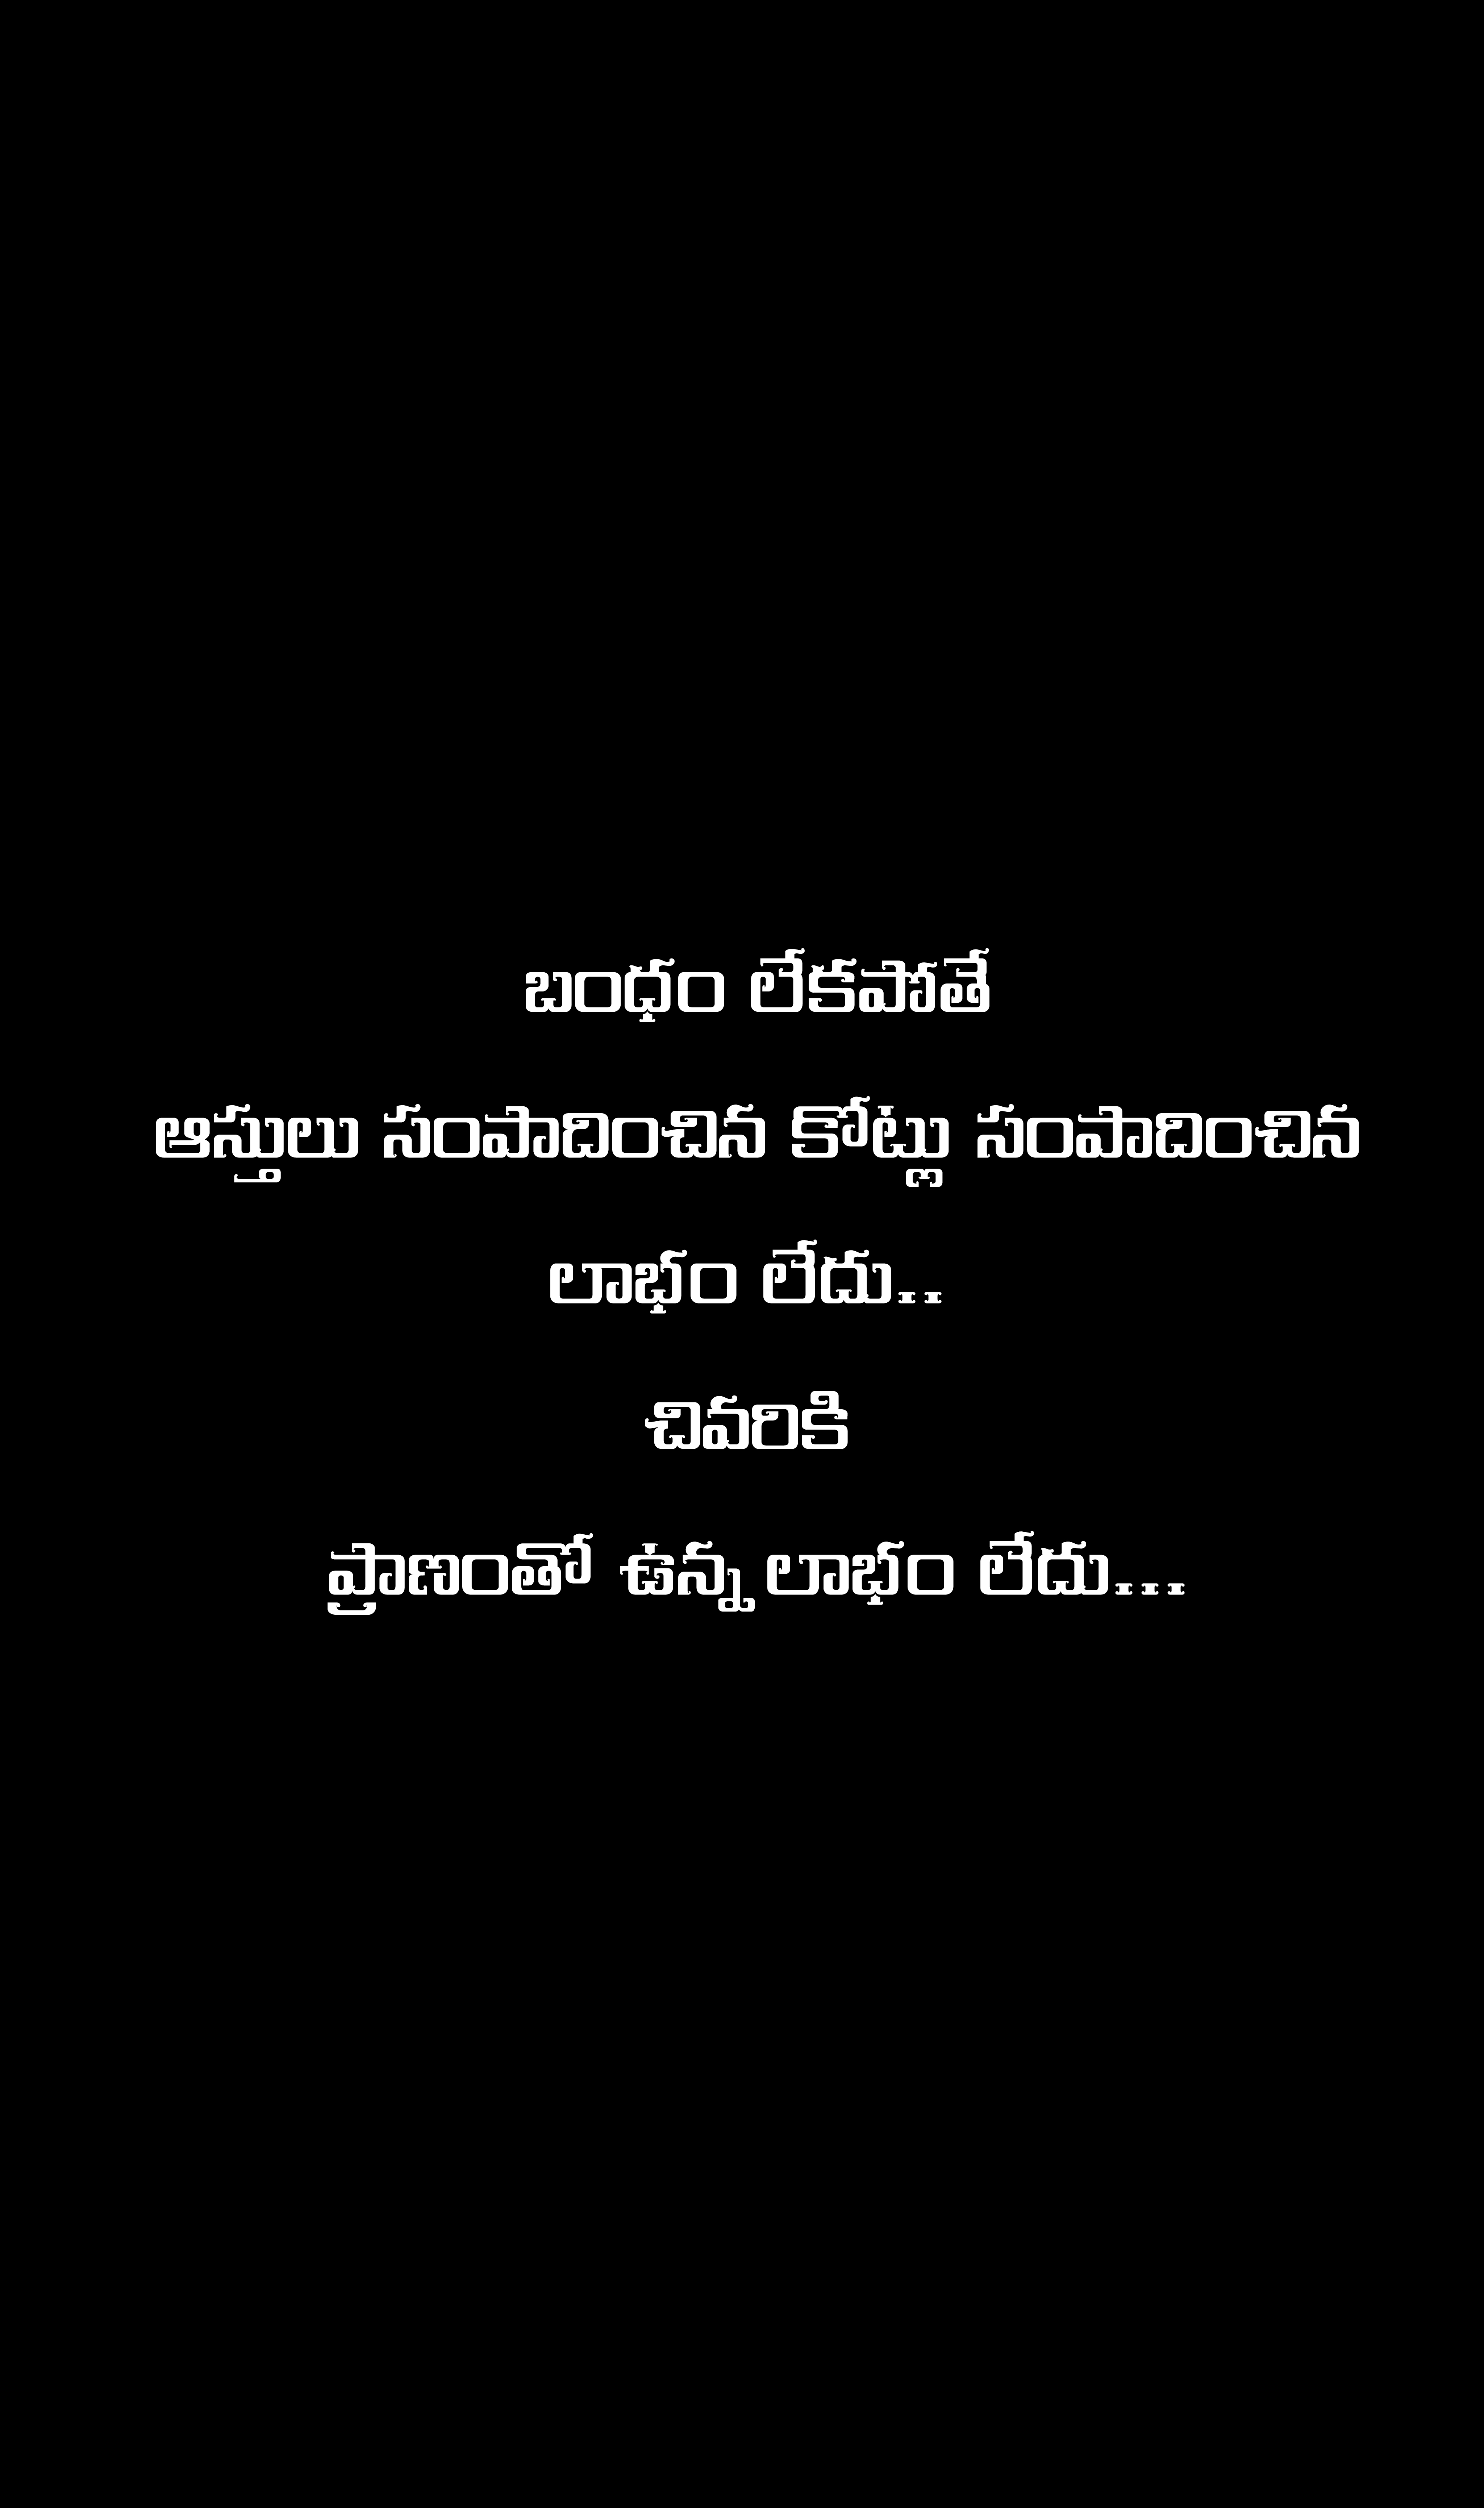 బంధం లేకపోతే
ఆస్తులు సంపాదించిన కోట్లు సంపాదించిన
లాభం లేదు..
చివరికి
ప్రాణంతో ఉన్న లాభం లేదు...